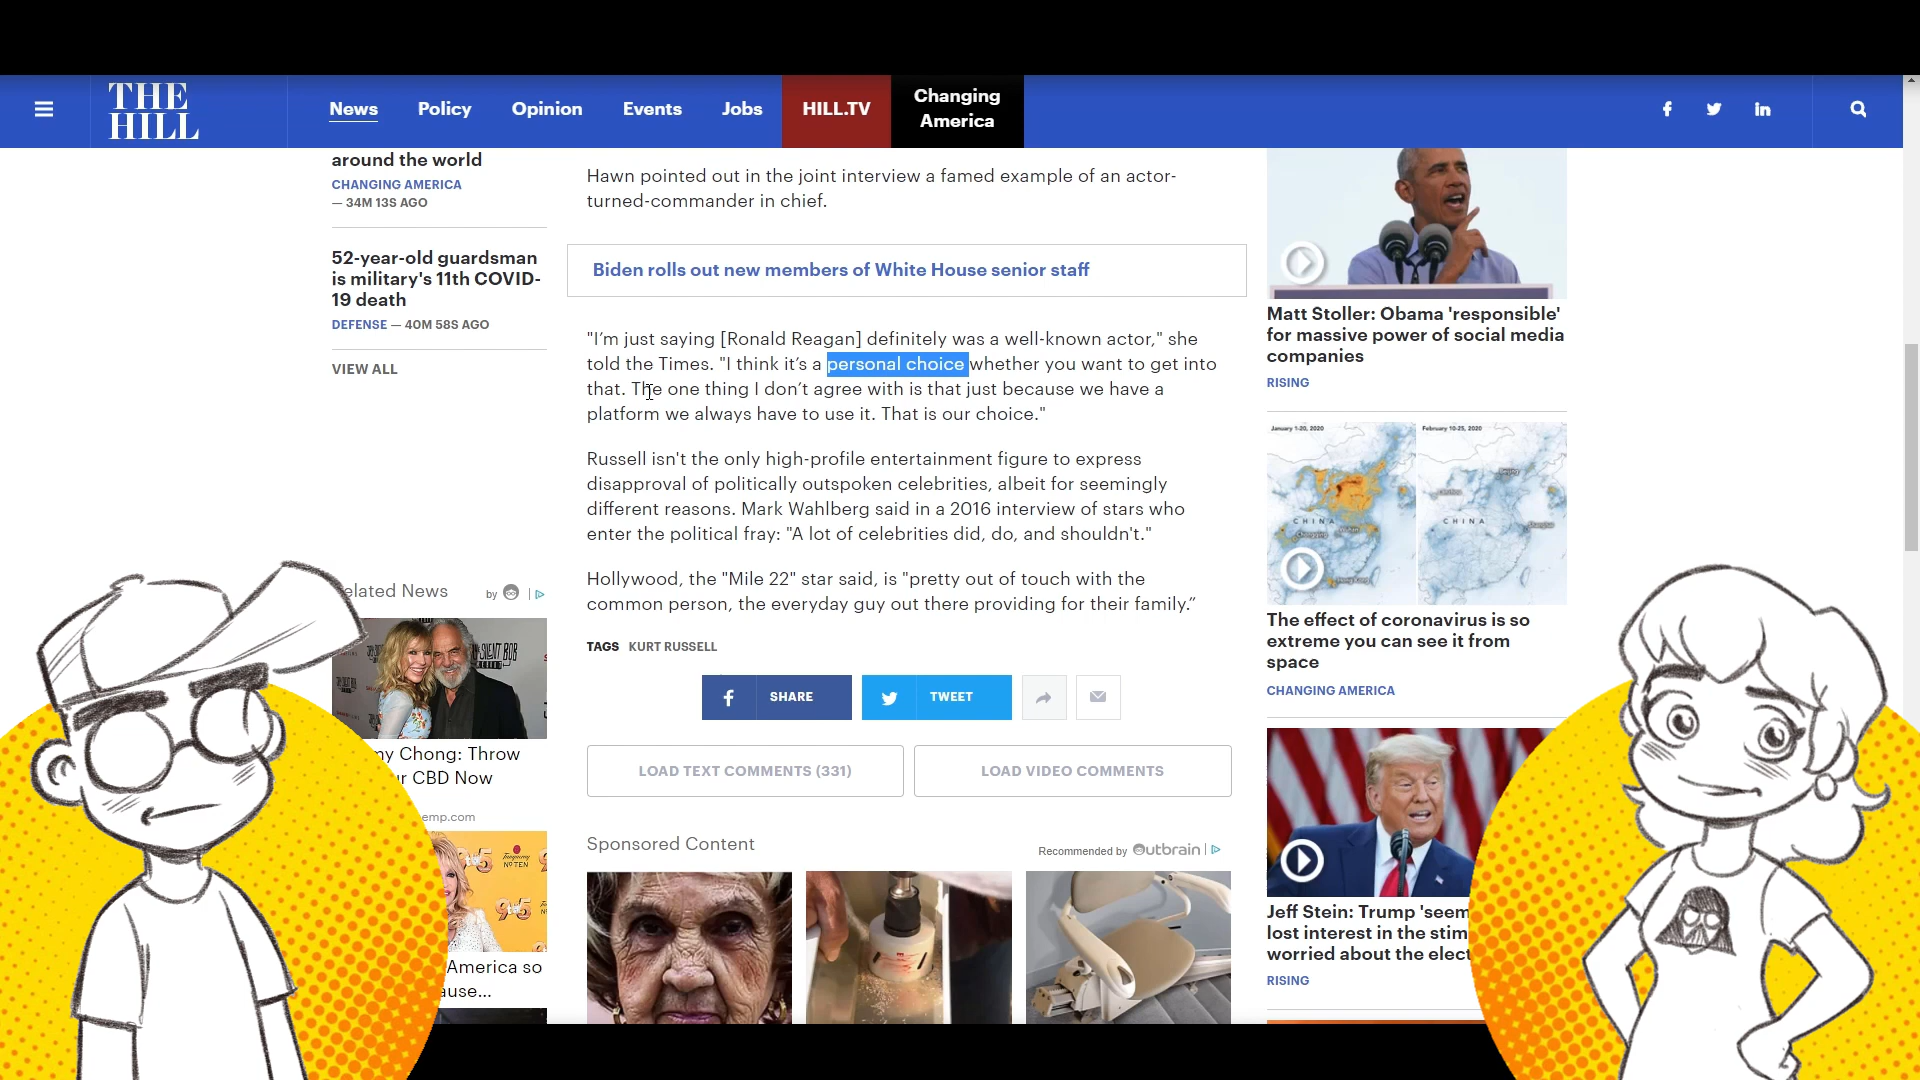 THE
HILL
News
Policy
Opinion
Events
Jobs
HILL.TV
Changing
America
around the world
CHANGING AMERICA
— 34M 13S AGO
52-year-old guardsman
is military's 11th COVID-
19 death
DEFENSE — 40M 58S AGO
VIEW ALL
elated News
by
my Chong: Throw
r CBD Now
emp.com
America so
ause...
Hawn pointed out in the joint interview a famed example of an actor-
turned-commander in chief.
Biden rolls out new members of White House senior staff
"I’m just saying [Ronald Reagan] definitely was a well-known actor," she
told the Times. "I think it’s a personal choice whether you want to get into
that. The one thing I don’t agree with is that just because we have a
platform we always have to use it. That is our choice."
Russell isn't the only high-profile entertainment figure to express
disapproval of politically outspoken celebrities, albeit for seemingly
different reasons. Mark Wahlberg said in a 2016 interview of stars who
enter the political fray: "A lot of celebrities did, do, and shouldn't."
Hollywood, the "Mile 22" star said, is "pretty out of touch with the
common person, the everyday guy out there providing for their family.”
TAGS KURT RUSSELL
SHARE
TWEET
LOAD TEXT COMMENTS (331)
LOAD VIDEO COMMENTS
Sponsored Content
Recommended by Outbrain
Matt Stoller: Obama 'responsible'
for massive power of social media
companies
RISING
January 1-20, 2020
February 10-25, 2020
CHINA
CHINA
The effect of coronavirus is so
extreme you can see it from
space
CHANGING AMERICA
Jeff Stein: Trump 'seem
lost interest in the stim
worried about the elect
RISING